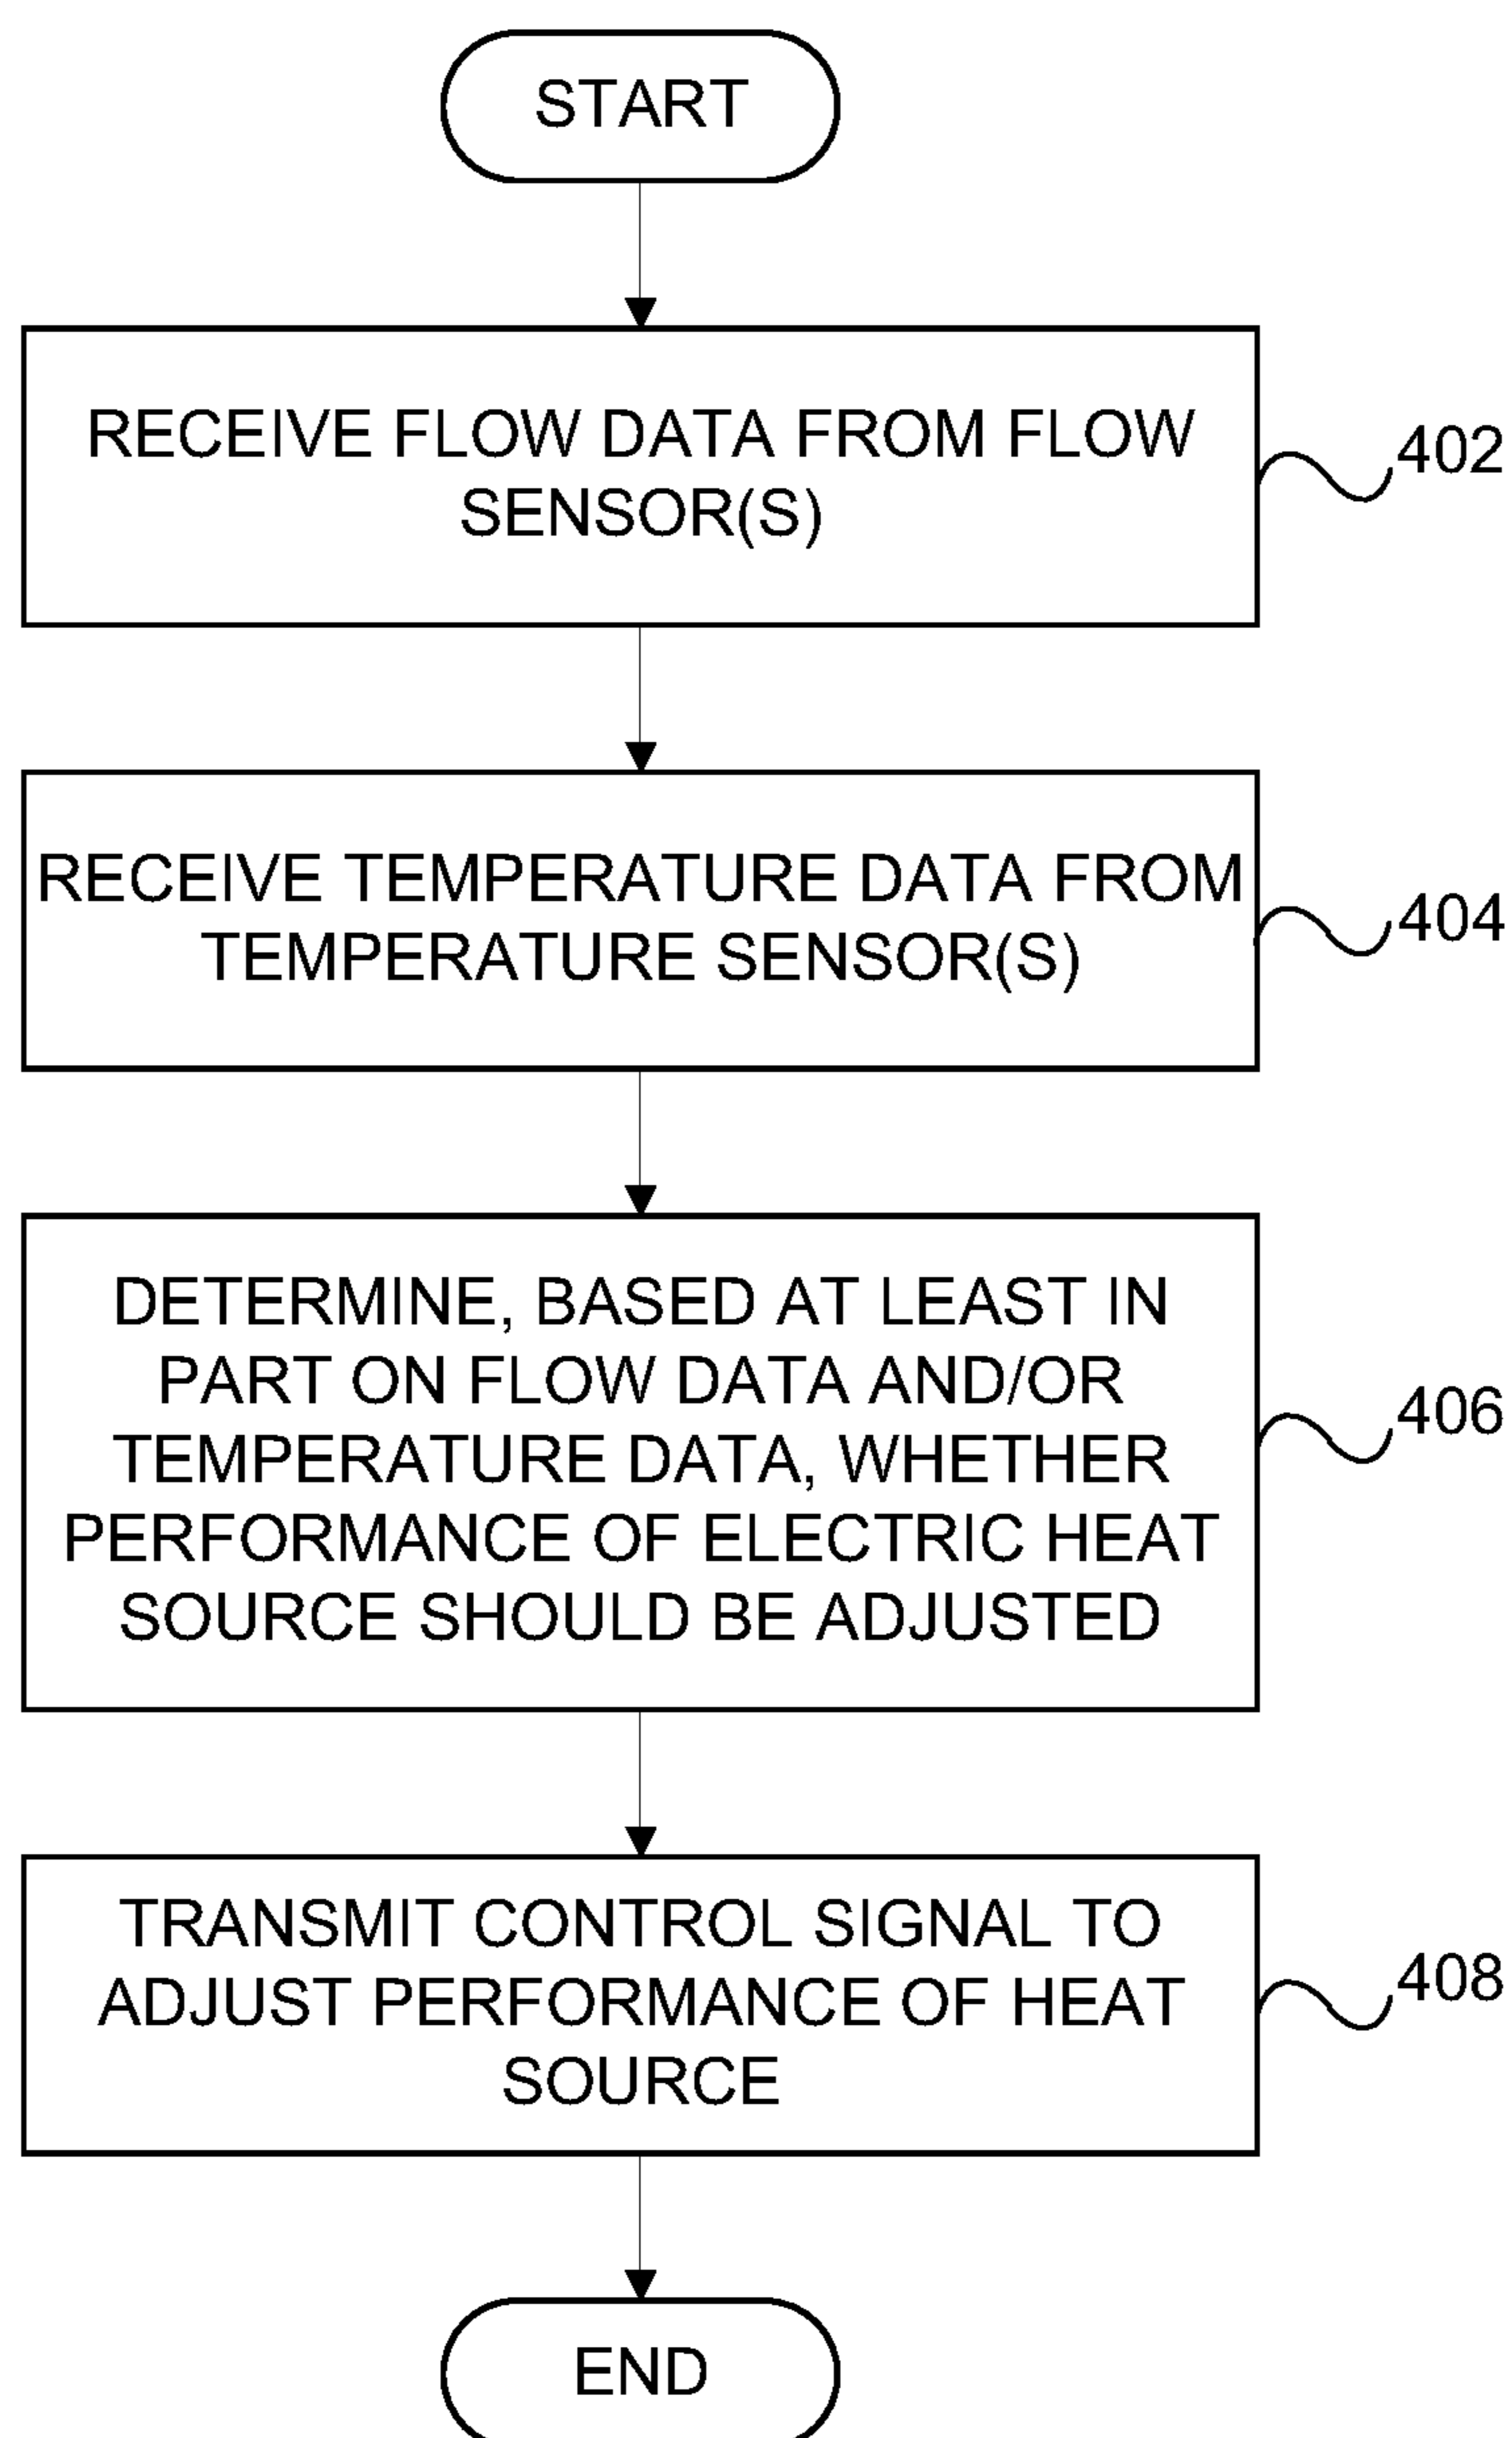 START
RECEIVE FLOW DATA FROM FLOW
SENSOR(S)
402
RECEIVE TEMPERATURE DATA FROM
TEMPERATURE SENSOR(S)
404
DETERMINE, BASED AT LEAST IN
PART ON FLOW DATA AND/OR
TEMPERATURE DATA, WHETHER
PERFORMANCE OF ELECTRIC HEAT
SOURCE SHOULD BE ADJUSTED
406
TRANSMIT CONTROL SIGNAL TO
ADJUST PERFORMANCE OF HEAT
SOURCE
408
END